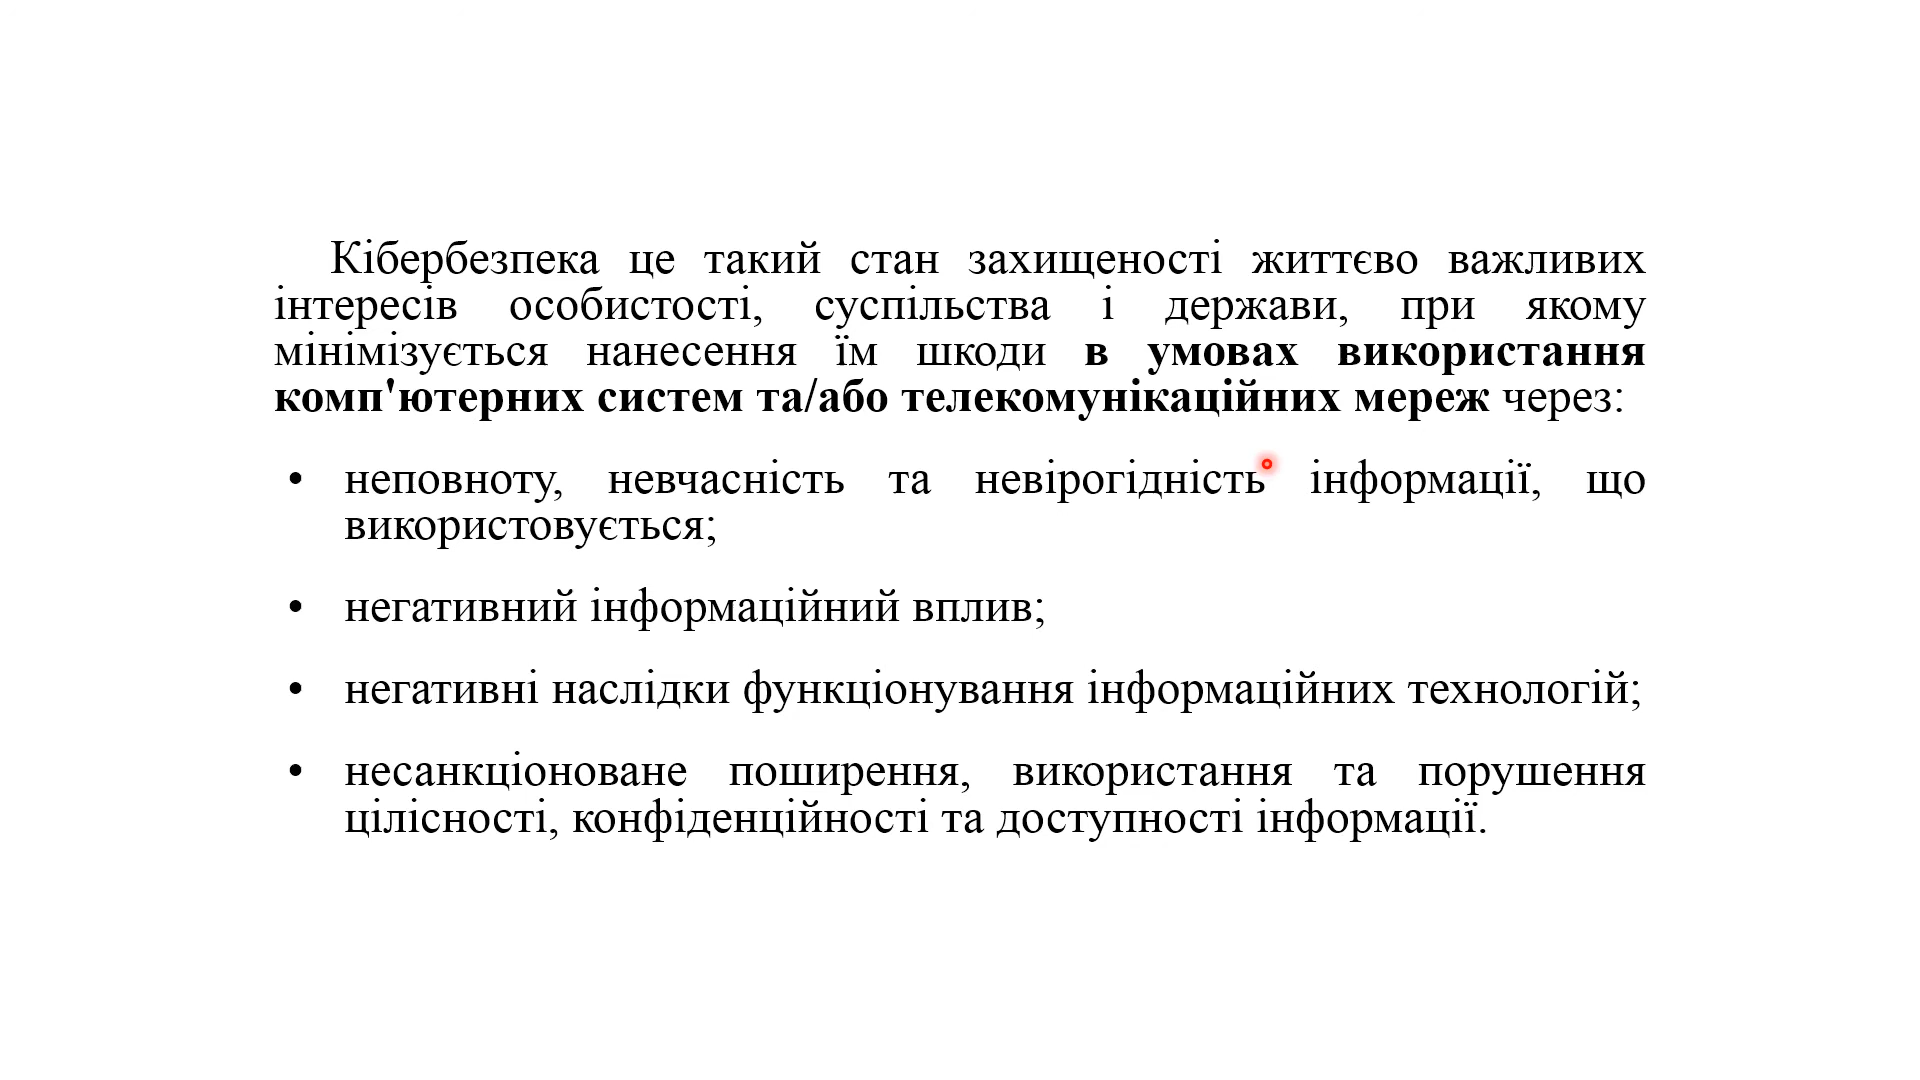 Кібербезпека це такий стан захищеності життєво важливих
інтересів особистості, суспільства і держави, при якому
мінімізується нанесення їм шкоди в умовах використання
комп'ютерних систем та/або телекомунікаційних мереж через:
• неповноту, невчасність та невірогідність інформації, що
використовується;
• негативний інформаційний вплив;
• негативні наслідки функціонування інформаційних технологій;
• несанкціоноване поширення, використання та порушення
цілісності, конфіденційності та доступності інформації.